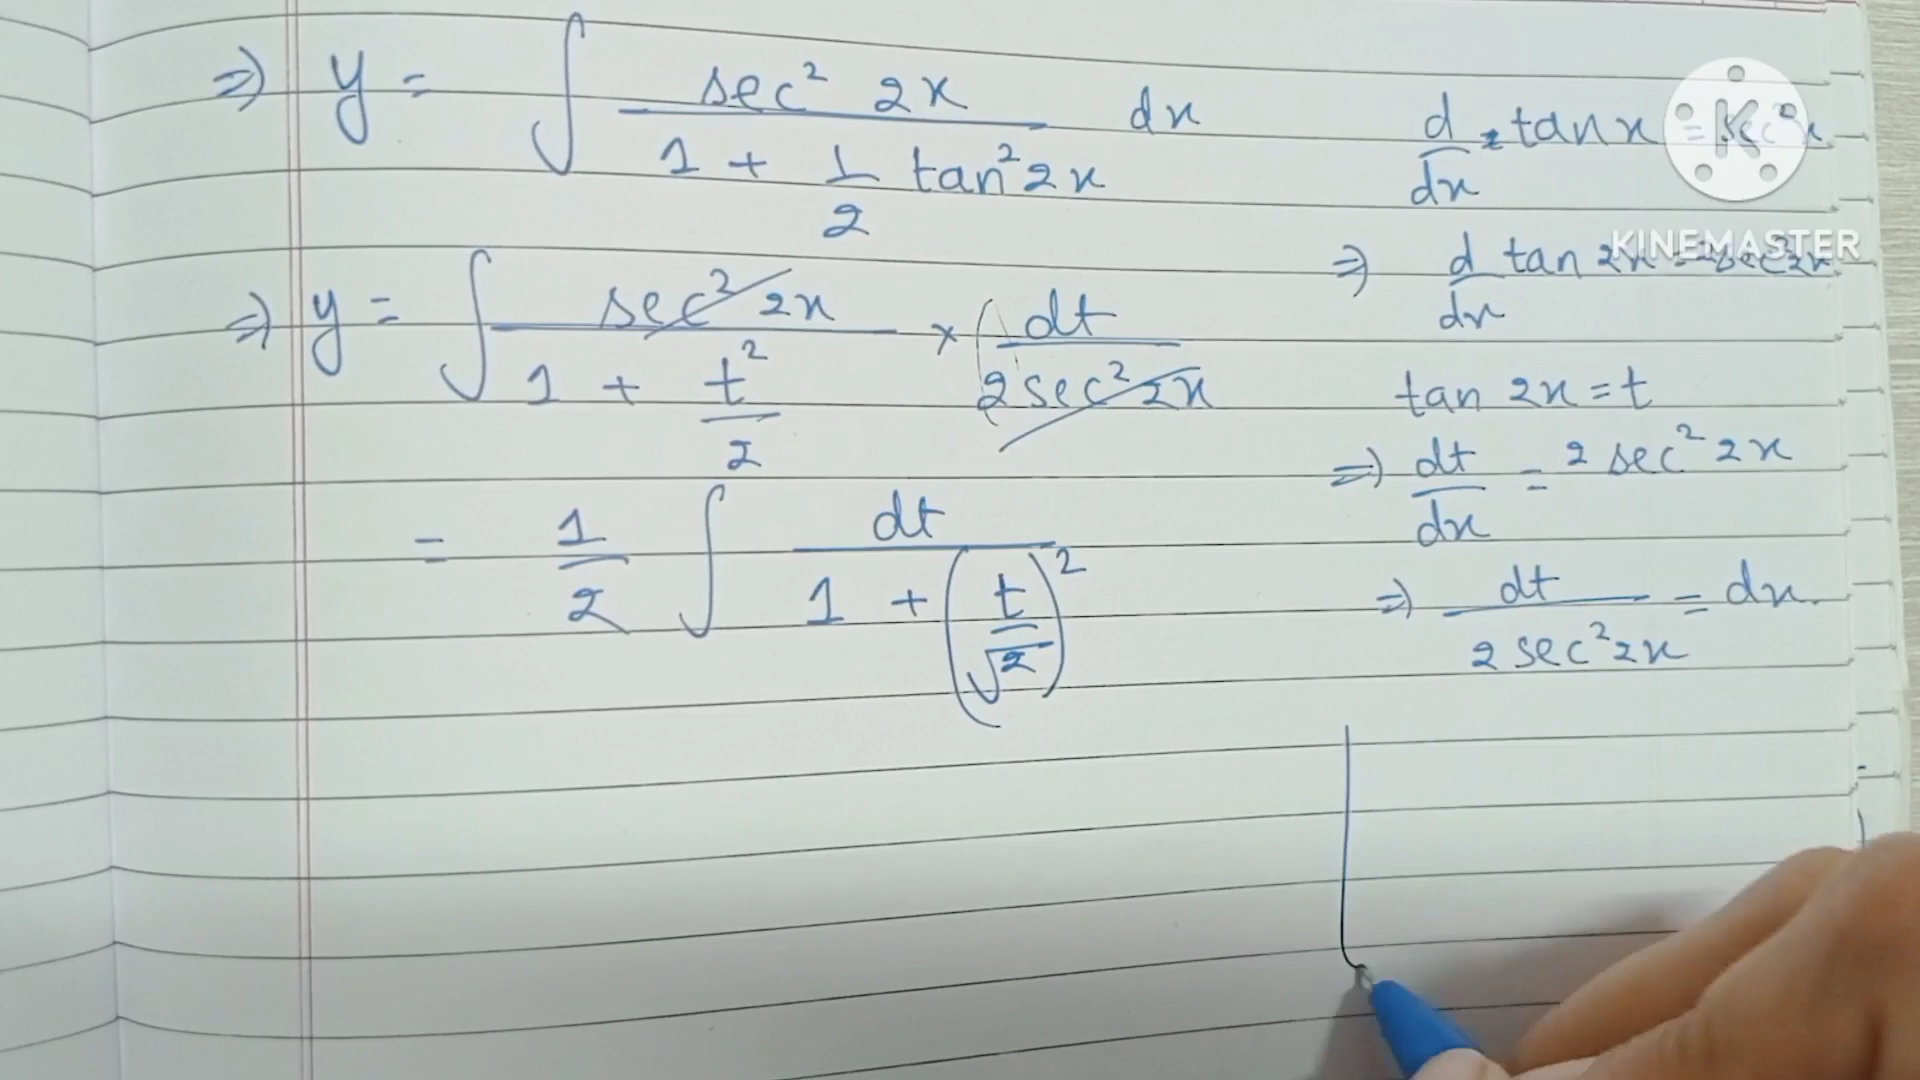 ⇒ y = ∫ sec² 2x / (1 + 1/2 tan² 2x) dx
⇒ y = ∫ sec² 2x / (1 + t²/2) × dt / (2 sec² 2x)
= 1/2 ∫ dt / (1 + (t/√2)²)
d/dx tan x = sec² x
KINEMASTER
⇒ d/dx tan 2x = 2 sec² 2x
tan 2x = t
⇒ dt/dx = 2 sec² 2x
⇒ dt / (2 sec² 2x) = dx.